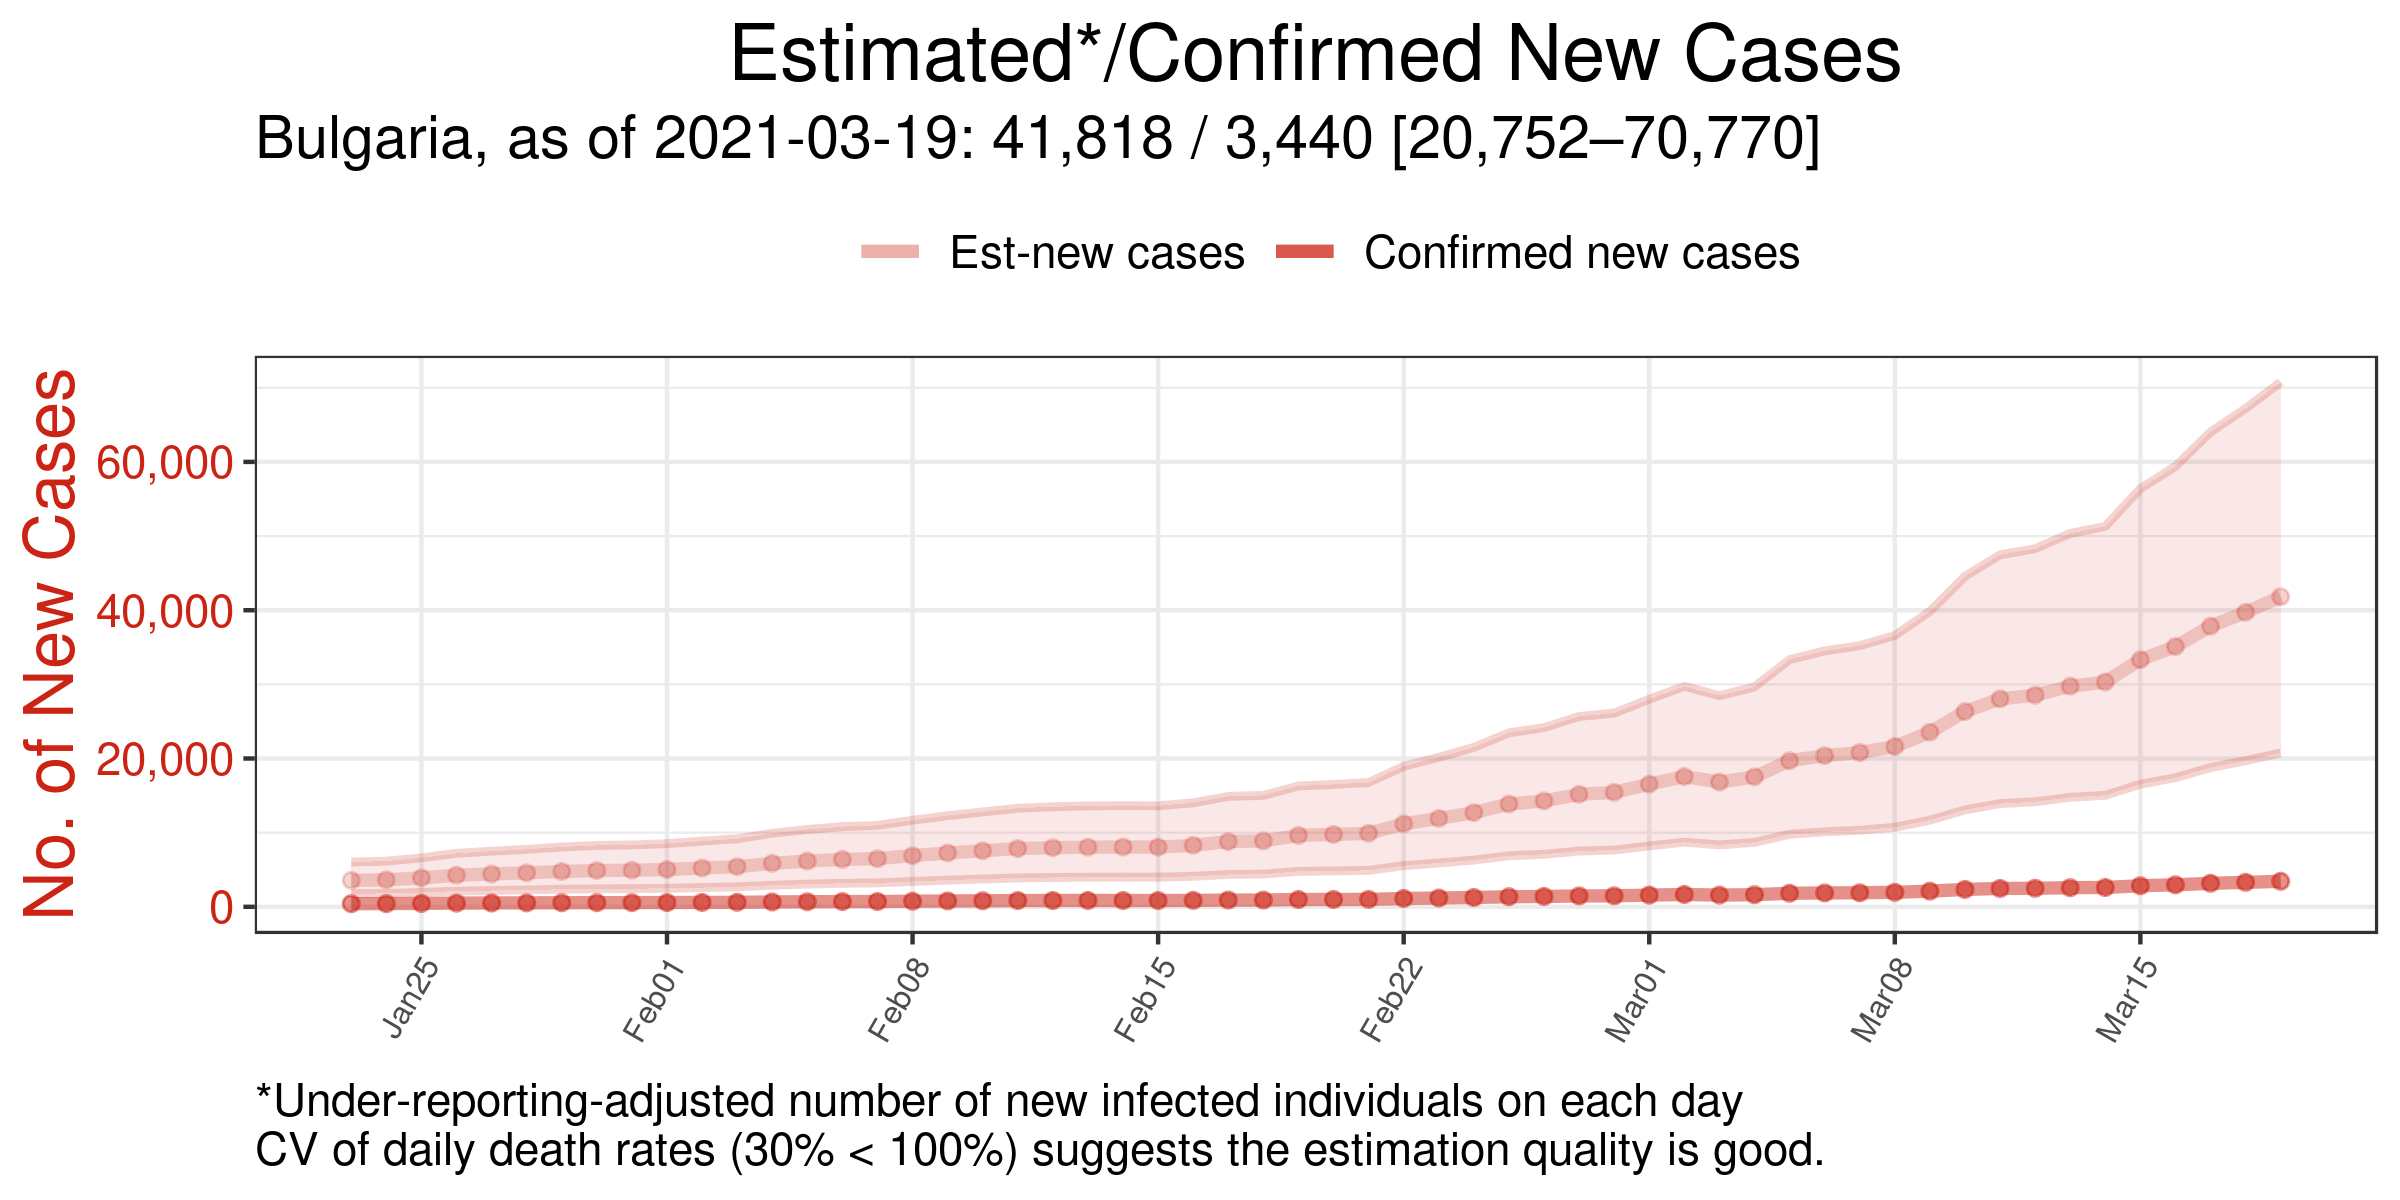 Estimated*/Confirmed New Cases
Bulgaria, as of 2021-03-19: 41,818 / 3,440 [20,752–70,770]
Est-new cases
Confirmed new cases
No. of New Cases
60,000
40,000
20,000
0
Jan25
Feb01
Feb08
Feb15
Feb22
Mar01
Mar08
Mar15
*Under-reporting-adjusted number of new infected individuals on each day
CV of daily death rates (30% < 100%) suggests the estimation quality is good.